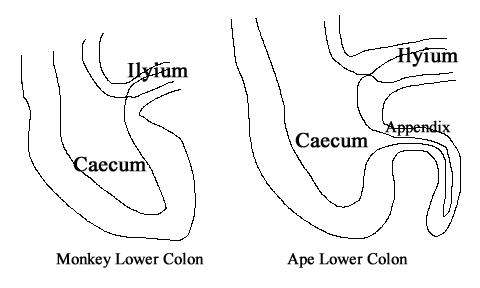 Ilyium
Caecum
Monkey Lower Colon
Ilyium
Appendix
Caecum
Ape Lower Colon